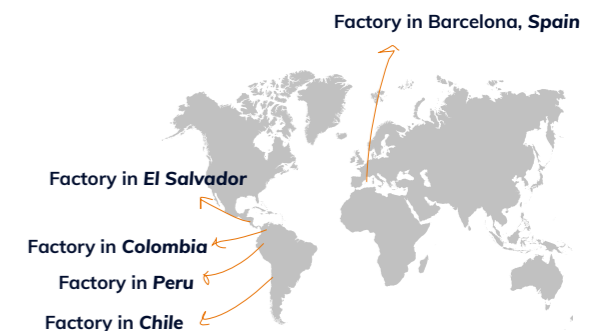 Factory in Barcelona, Spain
Factory in El Salvador
Factory in Colombia
Factory in Peru
Factory in Chile